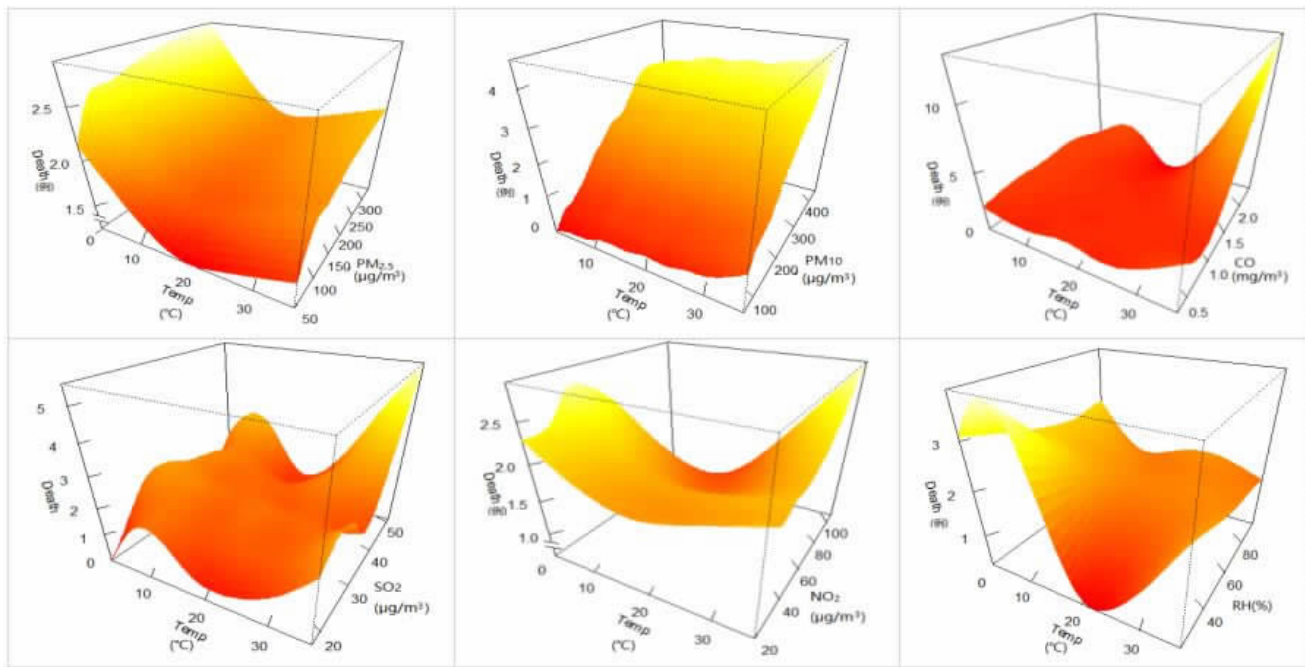 2.5
2.0
1.5
0
10
20
30
Death
(例)
Temp
(℃)
50
100
150
200
250
300
PM2.5
(μg/m³)
4
3
2
1
0
10
20
30
Death
(例)
Temp
(℃)
100
200
300
400
PM10
(μg/m³)
10
5
0
10
20
30
Death
(例)
Temp
(℃)
0.5
1.0
1.5
2.0
CO
(mg/m³)
5
4
3
2
1
0
10
20
30
Death
Temp
(℃)
20
30
40
50
SO2
(μg/m³)
2.5
2.0
1.5
1.0
0
10
20
30
Death
(例)
Temp
(℃)
20
40
60
80
100
NO2
(μg/m³)
3
2
1
0
10
20
30
Death
(例)
Temp
(℃)
40
60
80
RH(%)